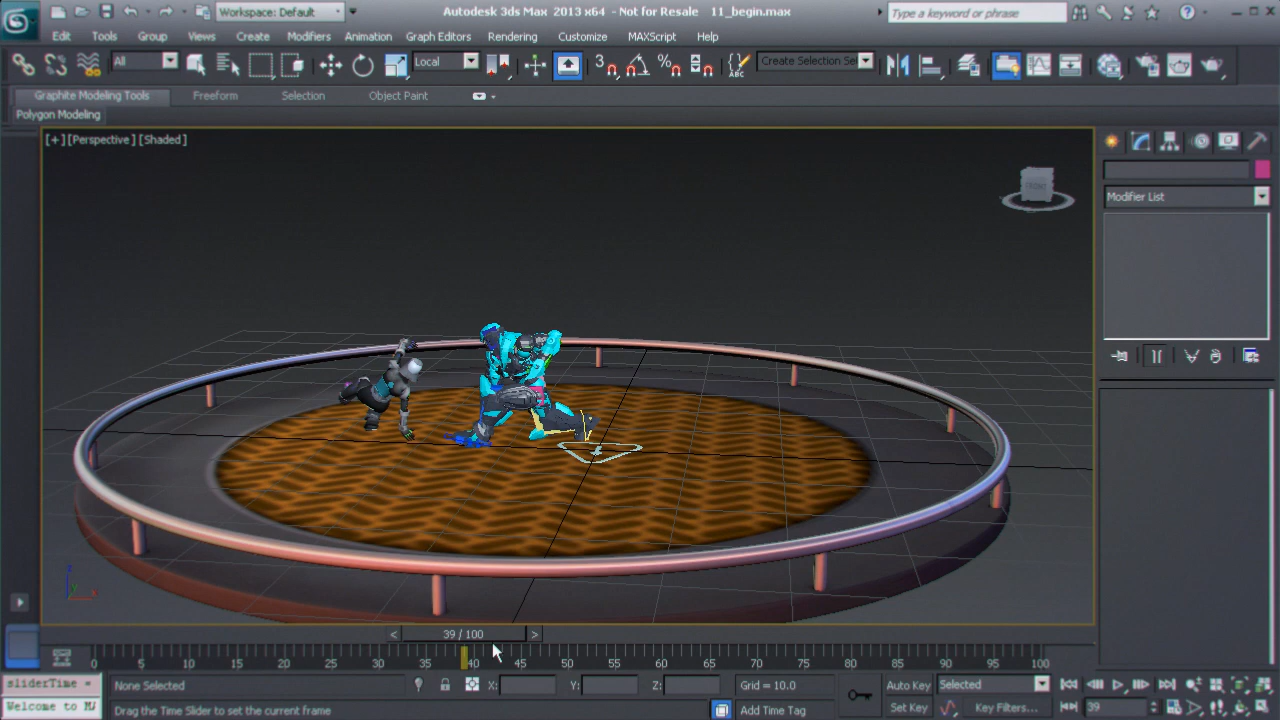 Workspace: Default
Autodesk 3ds Max 2013 x64 - Not for Resale 11_begin.max
Type a keyword or phrase
Edit Tools Group Views Create Modifiers Animation Graph Editors Rendering Customize MAXScript Help
All
Local
3
%
ABC
Create Selection Se
Graphite Modeling Tools Freeform Selection Object Paint
Polygon Modeling
[+][Perspective][Shaded]
FRONT
Modifier List
z
y
x
< 39 / 100 >
0 5 10 15 20 25 30 35 40 45 50 55 60 65 70 75 80 85 90 95 100
sliderTime =
None Selected
X: Y: Z:
Grid = 10.0
Auto Key
Selected
Welcome to MJ
Drag the Time Slider to set the current frame
Add Time Tag
Set Key
Key Filters...
39